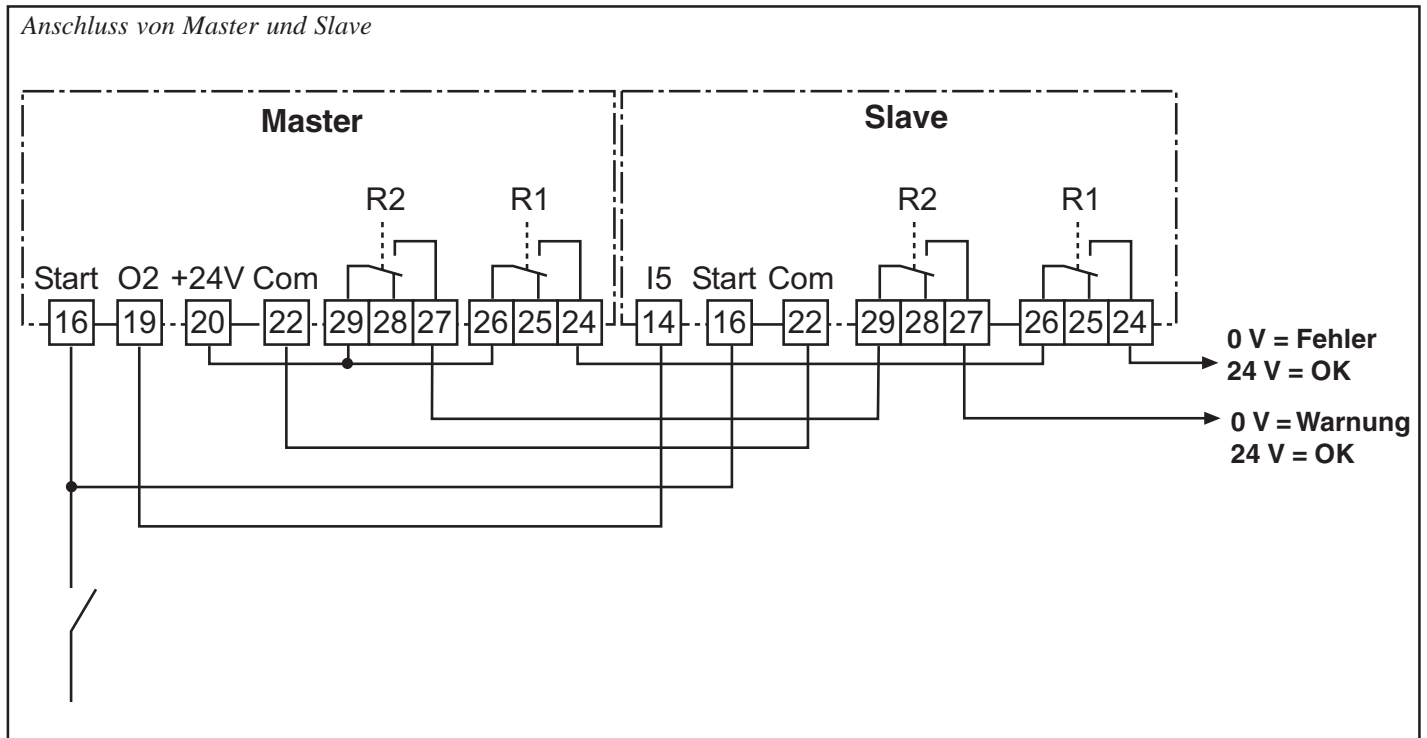 Anschluss von Master und Slave
Master Slave
R2 R1 R2 R1
Start O2 +24V Com I5 Start Com
16 19 20 22 29 28 27 26 25 24 14 16 22 29 28 27 26 25 24
0 V = Fehler
24 V = OK
0 V = Warnung
24 V = OK